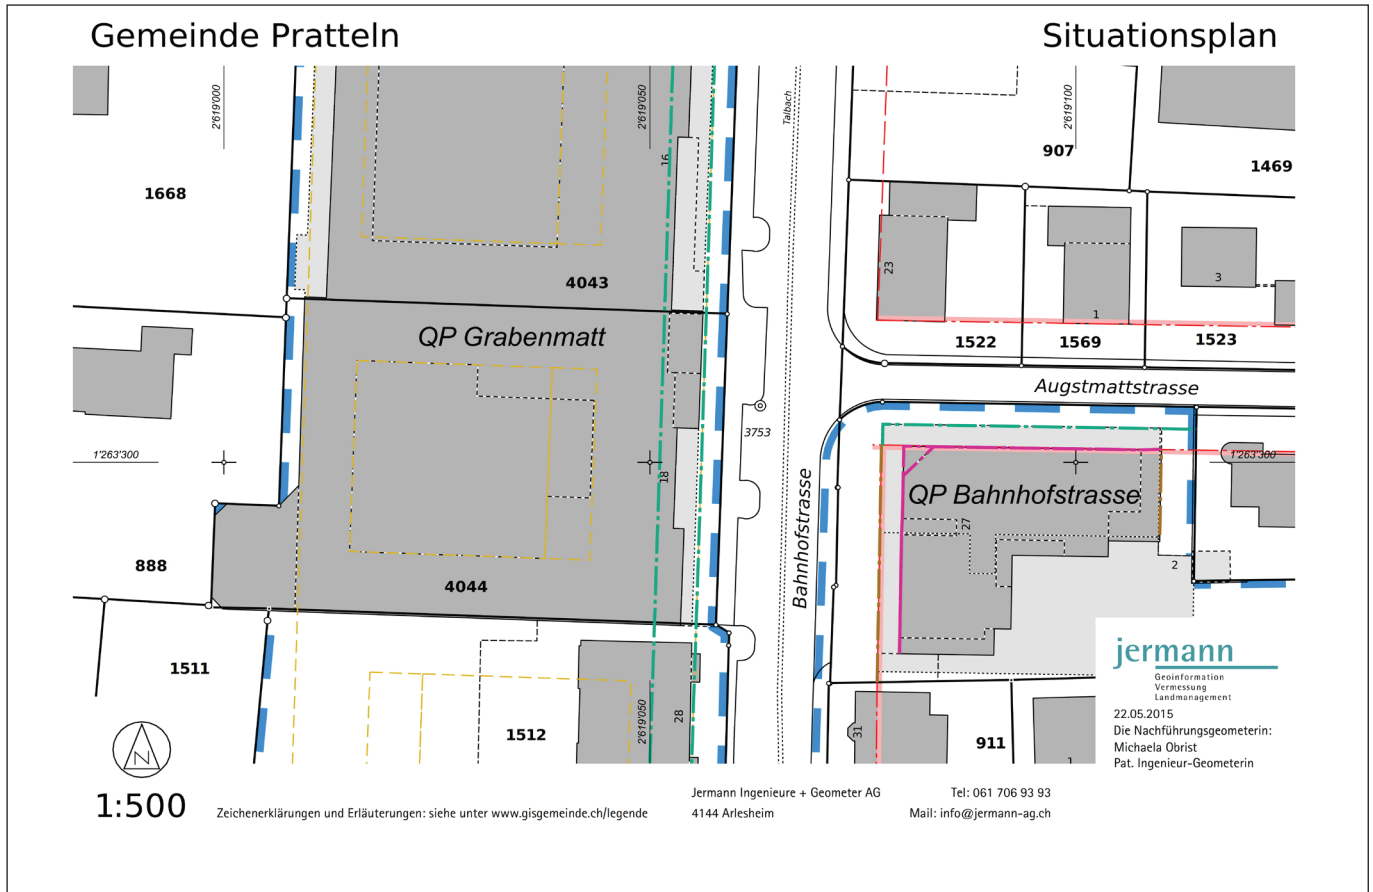 Gemeinde Pratteln
Situationsplan
2'619'000
2'619'050
Talbach
2'619'100
907
1469
1668
16
4043
23
3
1
1522
1569
1523
QP Grabenmatt
Augstmattstrasse
3753
1'263'300
1'263'300
18
Bahnhofstrasse
QP Bahnhofstrasse
27
2
888
4044
1511
1512
2'619'050
28
31
911
1
jermann
Geoinformation
Vermessung
Landmanagement
22.05.2015
Die Nachführungsgeometerin:
Michaela Obrist
Pat. Ingenieur-Geometerin
N
1:500
Zeichenerklärungen und Erläuterungen: siehe unter www.gisgemeinde.ch/legende
Jermann Ingenieure + Geometer AG
4144 Arlesheim
Tel: 061 706 93 93
Mail: info@jermann-ag.ch